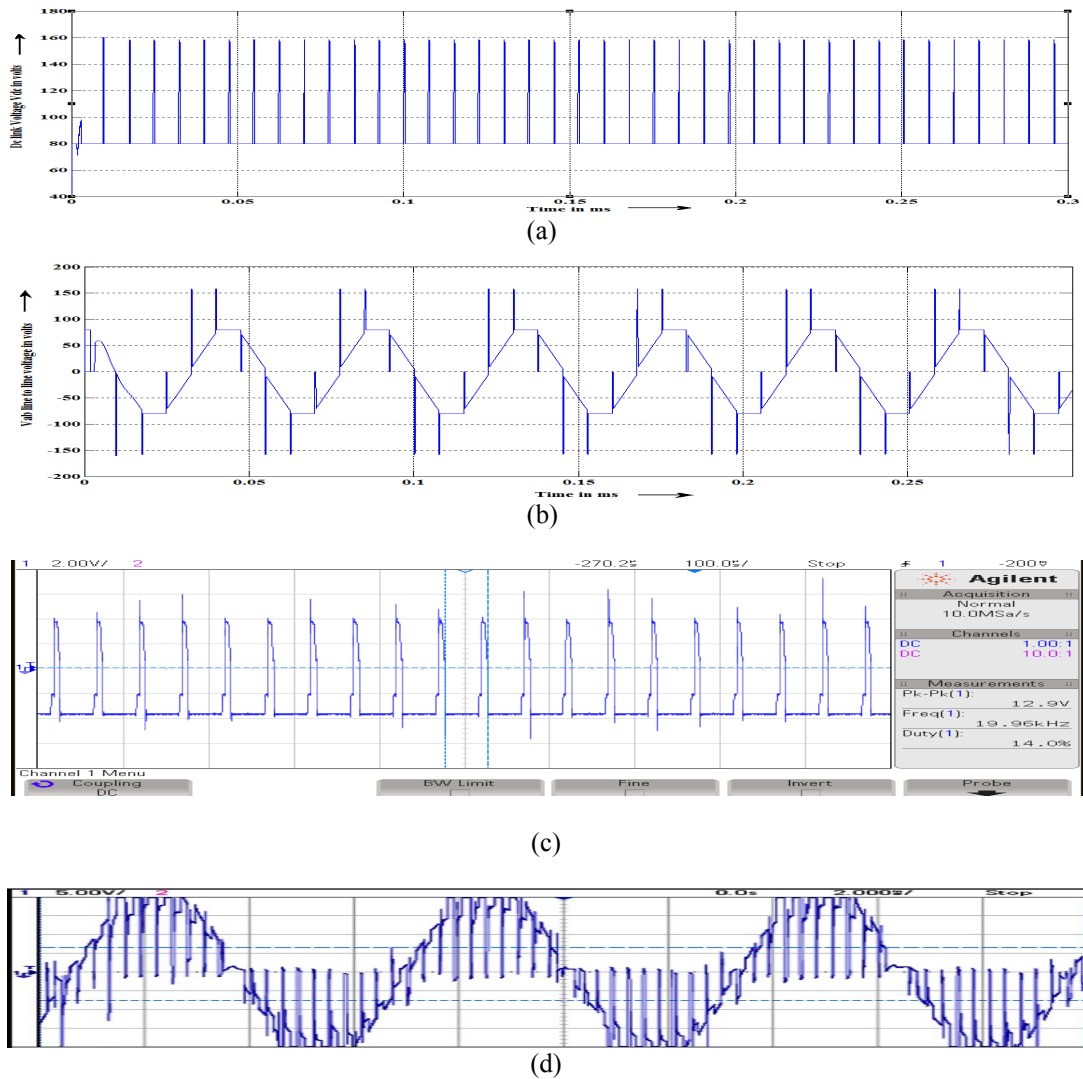 180
160
140
120
100
80
60
40
Dc link Voltage Vdc in volts
0 0.05 0.1 0.15 0.2 0.25 0.3
Time in ms
(a)
200
150
100
50
0
-50
-100
-150
-200
Vab line to line voltage in volts
0 0.05 0.1 0.15 0.2 0.25
Time in ms
(b)
1 2.00V/ 2 100.0s/ Stop 1
Agilent
Acquisition
Normal
10.0MSa/s
Channels
DC 1.00:1
DC 10.0:1
Measurements
Pk-Pk(1):
12.9V
Freq(1):
19.96kHz
Duty(1):
14.0%
Channel 1 Menu
Coupling BW Limit Fine Invert Probe
DC
(c)
1 5.00V/ 2 0.0s Stop
(d)